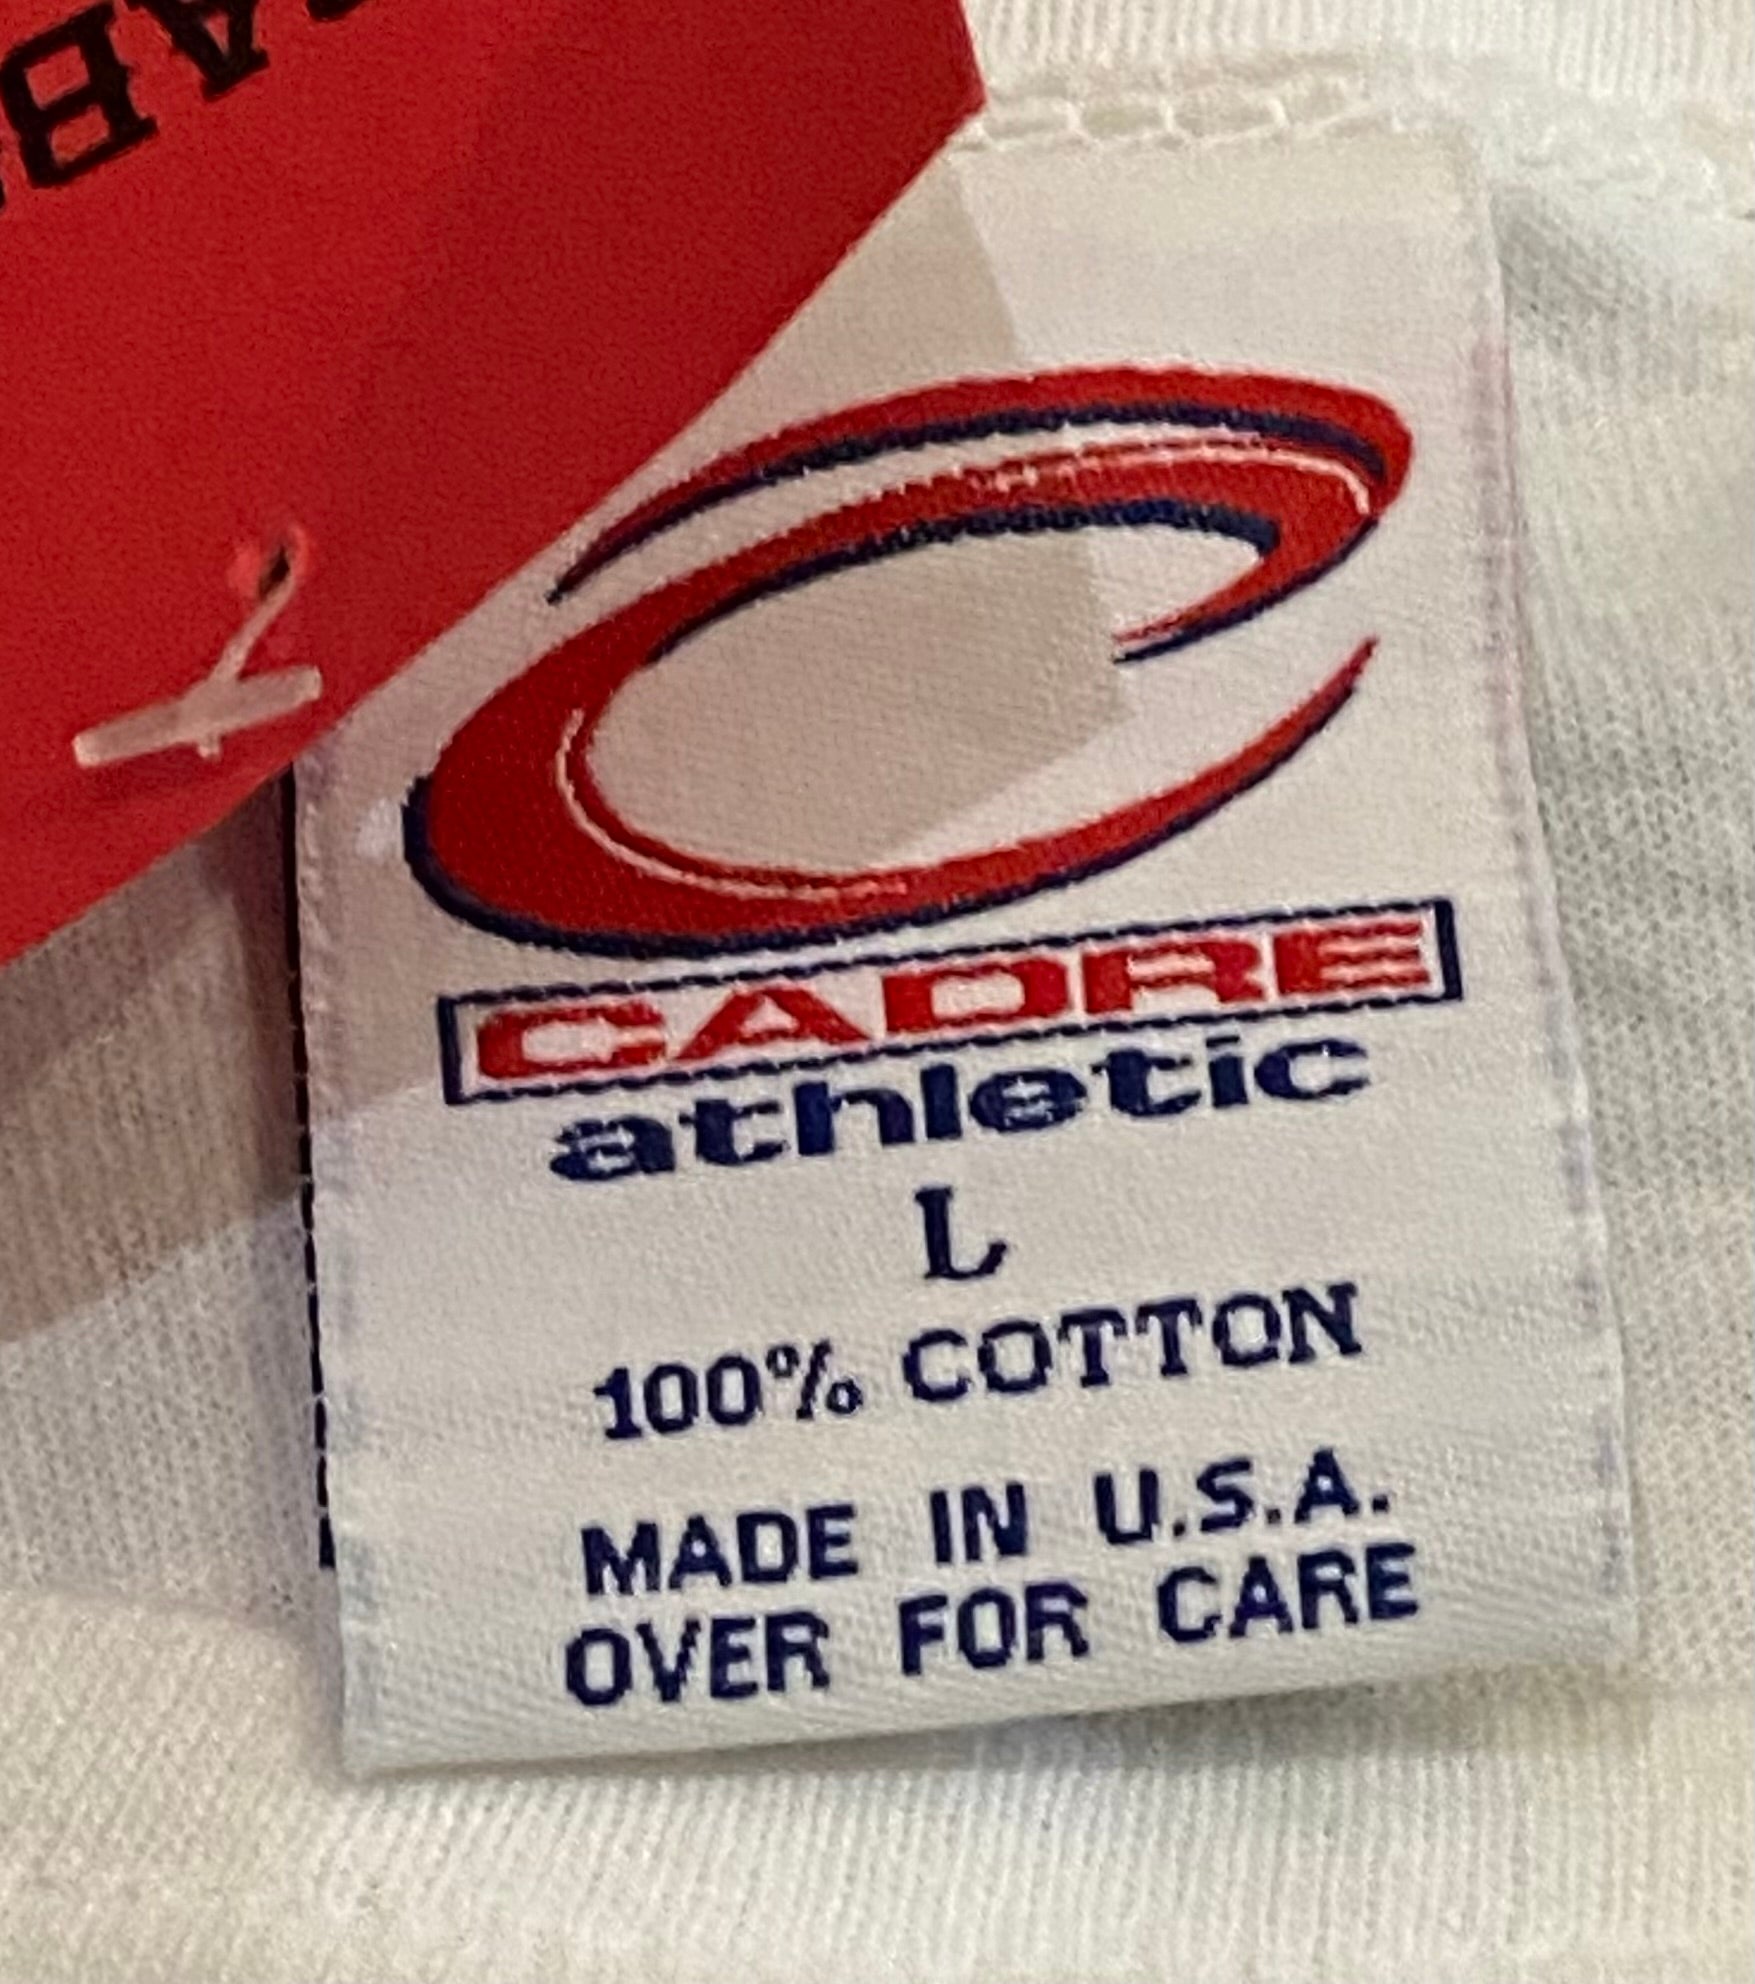 CADRE
athletic
L
100% COTTON
MADE IN U.S.A.
OVER FOR CARE